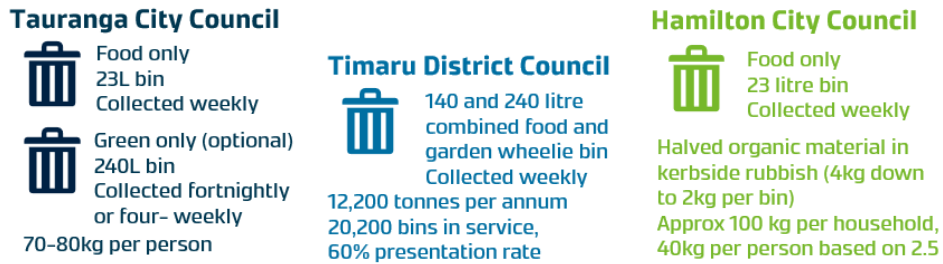 Tauranga City Council
Food only
23L bin
Collected weekly
Green only (optional)
240L bin
Collected fortnightly
or four- weekly
70-80kg per person
Timaru District Council
140 and 240 litre
combined food and
garden wheelie bin
Collected weekly
12,200 tonnes per annum
20,200 bins in service,
60% presentation rate
Hamilton City Council
Food only
23 litre bin
Collected weekly
Halved organic material in
kerbside rubbish (4kg down
to 2kg per bin)
Approx 100 kg per household,
40kg per person based on 2.5